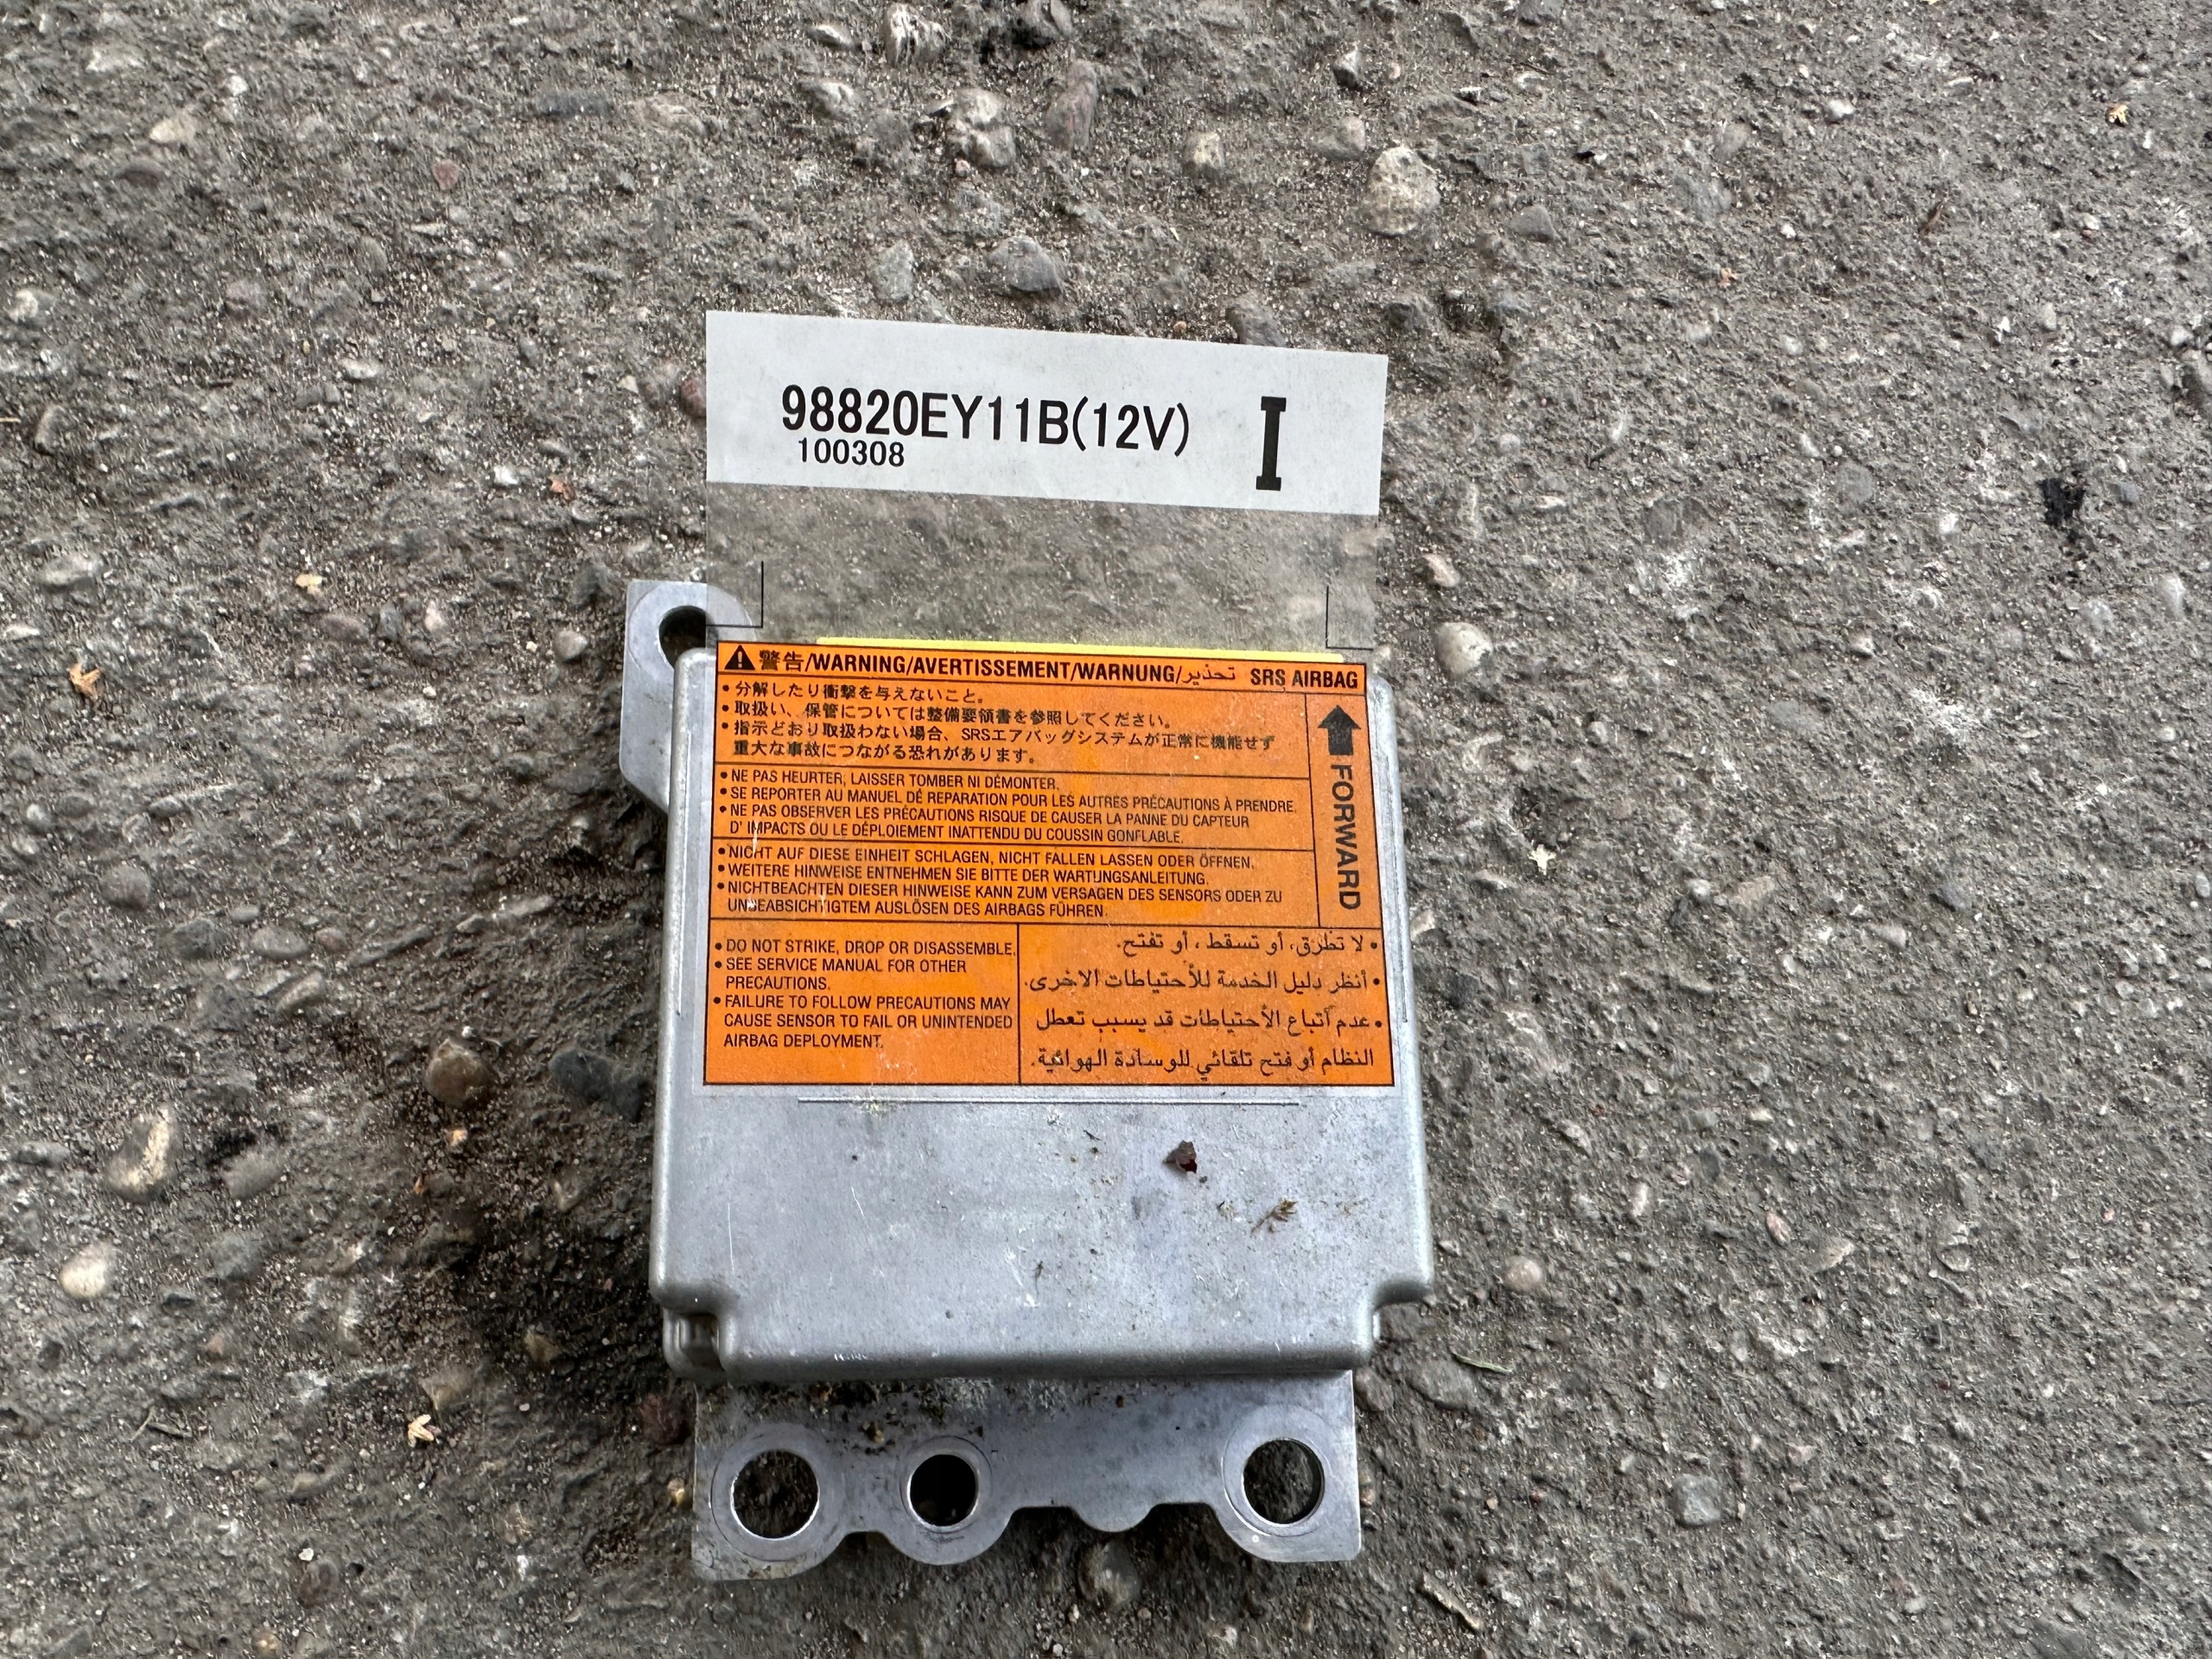 98820EY11B(12V) I
100308
警告/WARNING/AVERTISSEMENT/WARNUNG/تحذير SRS AIRBAG
• 分解したり衝撃を与えないこと。
• 取扱い、保管については整備要領書を参照してください。
• 指示どおり取扱わない場合、SRSエアバッグシステムが正常に機能せず
重大な事故につながる恐れがあります。
FORWARD
• NE PAS HEURTER, LAISSER TOMBER NI DÉMONTER.
• SE REPORTER AU MANUEL DE REPARATION POUR LES AUTRES PRÉCAUTIONS À PRENDRE.
• NE PAS OBSERVER LES PRÉCAUTIONS RISQUE DE CAUSER LA PANNE DU CAPTEUR
D'IMPACTS OU LE DÉPLOIEMENT INATTENDU DU COUSSIN GONFLABLE.
• NICHT AUF DIESE EINHEIT SCHLAGEN, NICHT FALLEN LASSEN ODER ÖFFNEN.
• WEITERE HINWEISE ENTNEHMEN SIE BITTE DER WARTUNGSANLEITUNG.
• NICHTBEACHTEN DIESER HINWEISE KANN ZUM VERSAGEN DES SENSORS ODER ZU
UNBEABSICHTIGTEM AUSLÖSEN DES AIRBAGS FÜHREN.
• DO NOT STRIKE, DROP OR DISASSEMBLE.
• SEE SERVICE MANUAL FOR OTHER
PRECAUTIONS.
• FAILURE TO FOLLOW PRECAUTIONS MAY
CAUSE SENSOR TO FAIL OR UNINTENDED
AIRBAG DEPLOYMENT.
• لا تطرق، أو تسقط، أو تفتح.
• أنظر دليل الخدمة للأحتياطات الاخرى.
• عدم أتباع الأحتياطات قد يسبب تعطل
النظام أو فتح تلقائي للوسادة الهوائية.